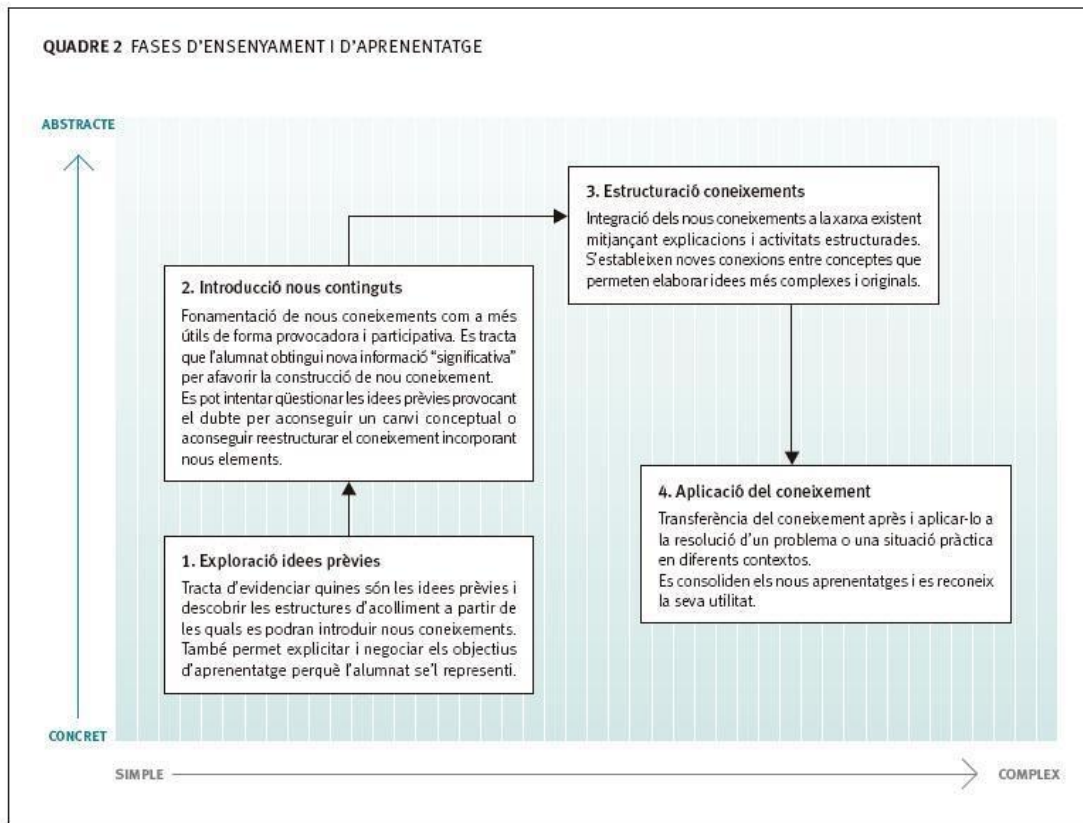 QUADRE 2 FASES D'ENSENYAMENT I D'APRENENTATGE
ABSTRACTE
3. Estructuració coneixements
Integració dels nous coneixements a la xarxa existent
mitjançant explicacions i activitats estructurades.
S'estableixen noves conexions entre conceptes que
permeten elaborar idees més complexes i originals.
2. Introducció nous continguts
Fonamentació de nous coneixements com a més
útils de forma provocadora i participativa. Es tracta
que l'alumnat obtingui nova informació "significativa"
per afavorir la construcció de nou coneixement.
Es pot intentar qüestionar les idees prèvies provocant
el dubte per aconseguir un canvi conceptual o
aconseguir reestructurar el coneixement incorporant
nous elements.
4. Aplicació del coneixement
Transferència del coneixement après i aplicar-lo a
la resolució d'un problema o una situació pràctica
en diferents contextos.
Es consoliden els nous aprenentatges i es reconeix
la seva utilitat.
1. Exploració idees prèvies
Tracta d'evidenciar quines són les idees prèvies i
descobrir les estructures d'acolliment a partir de
les quals es podran introduir nous coneixements.
També permet explicitar i negociar els objectius
d'aprenentatge perquè l'alumnat se'l representi.
CONCRET
SIMPLE
COMPLEX